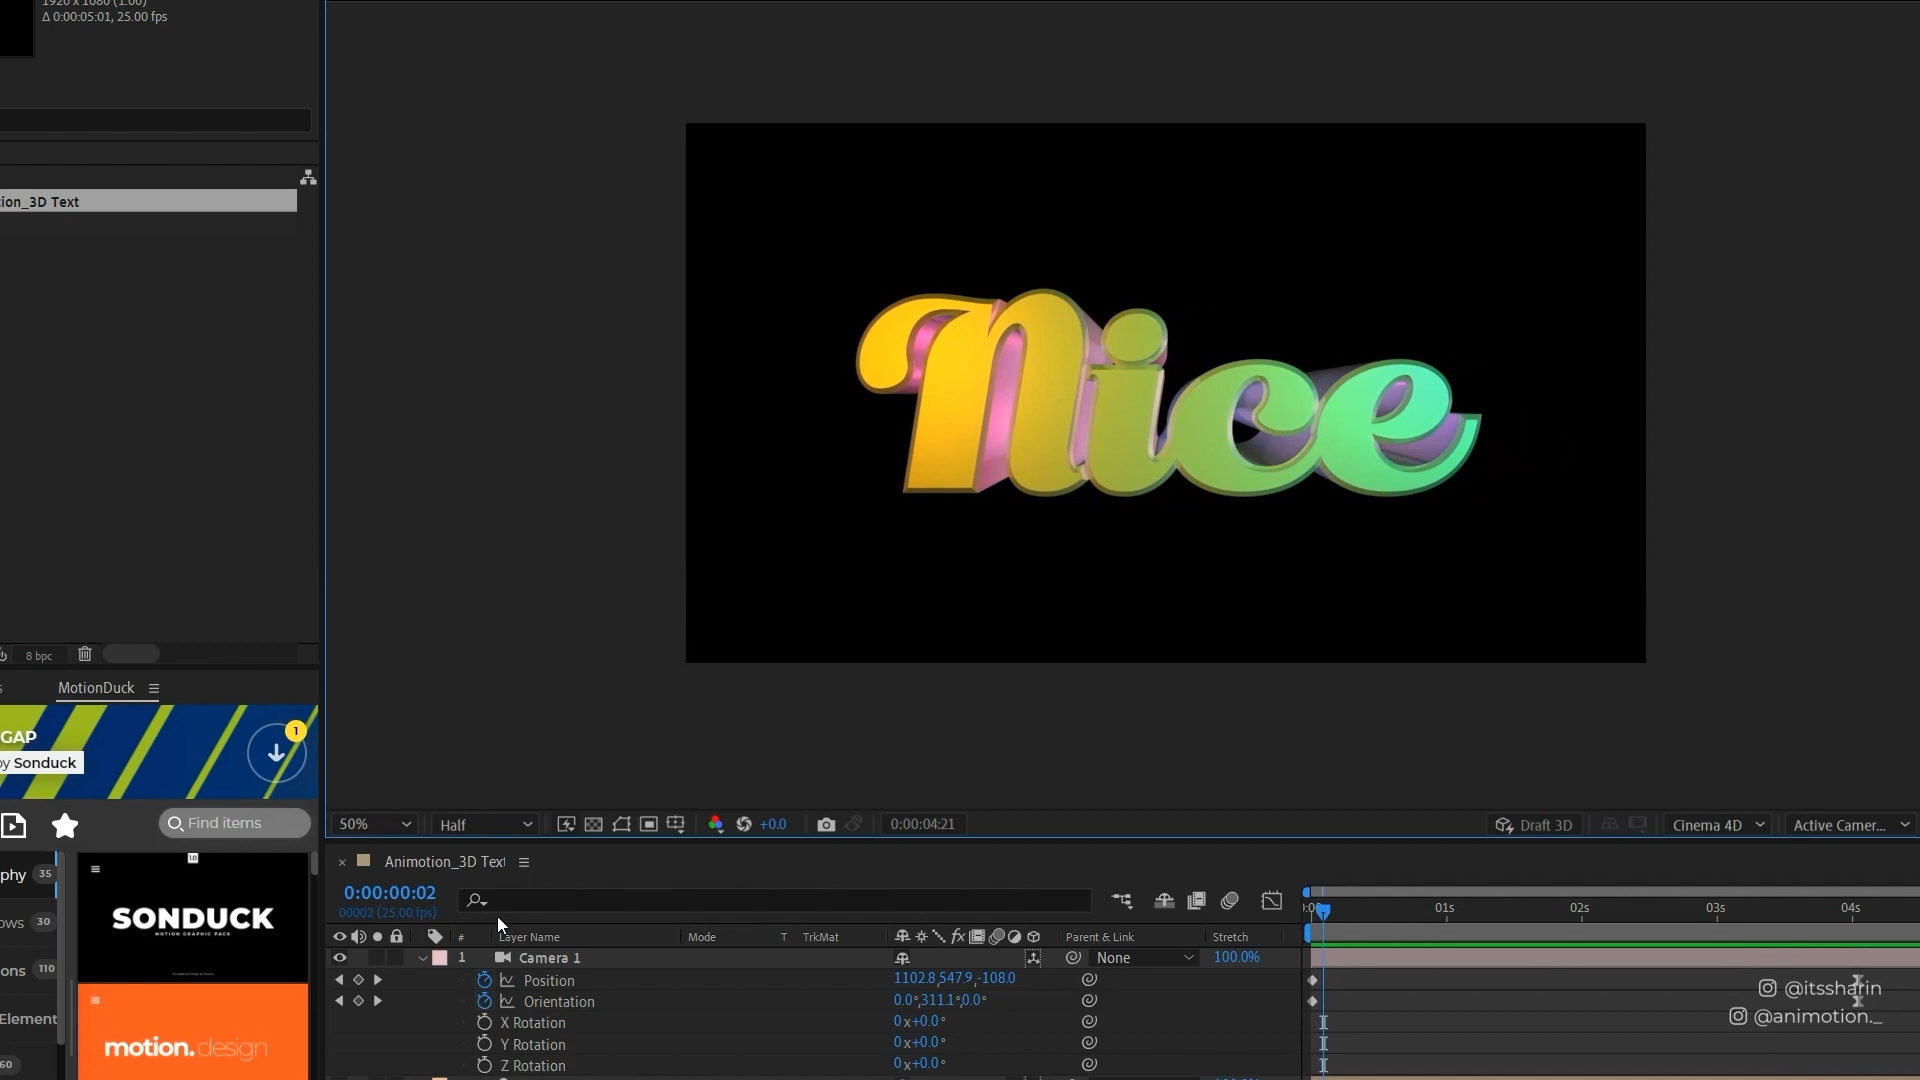 1920 x 1080 (1.00)
Δ 0:00:05:01, 25.00 fps
ion_3D Text
Nice
8 bpc
MotionDuck
GAP
by Sonduck
1
Find items
50%
Half
+0.0
0:00:04:21
Draft 3D
Cinema 4D
Active Camer...
phy 35
ows 30
ons 110
Element
60
SONDUCK
MOTION GRAPHIC PACK
motion.design
Animotion_3D Text
0:00:00:02
00002 (25.00 fps)
# Layer Name Mode T TrkMat fx Parent & Link Stretch
01s 02s 03s 04s
1 Camera 1 None 100.0%
Position 1102.8,547.9,-108.0
Orientation 0.0°,311.1°,0.0°
X Rotation 0x+0.0°
Y Rotation 0x+0.0°
Z Rotation 0x+0.0°
@itssharin
@animotion._